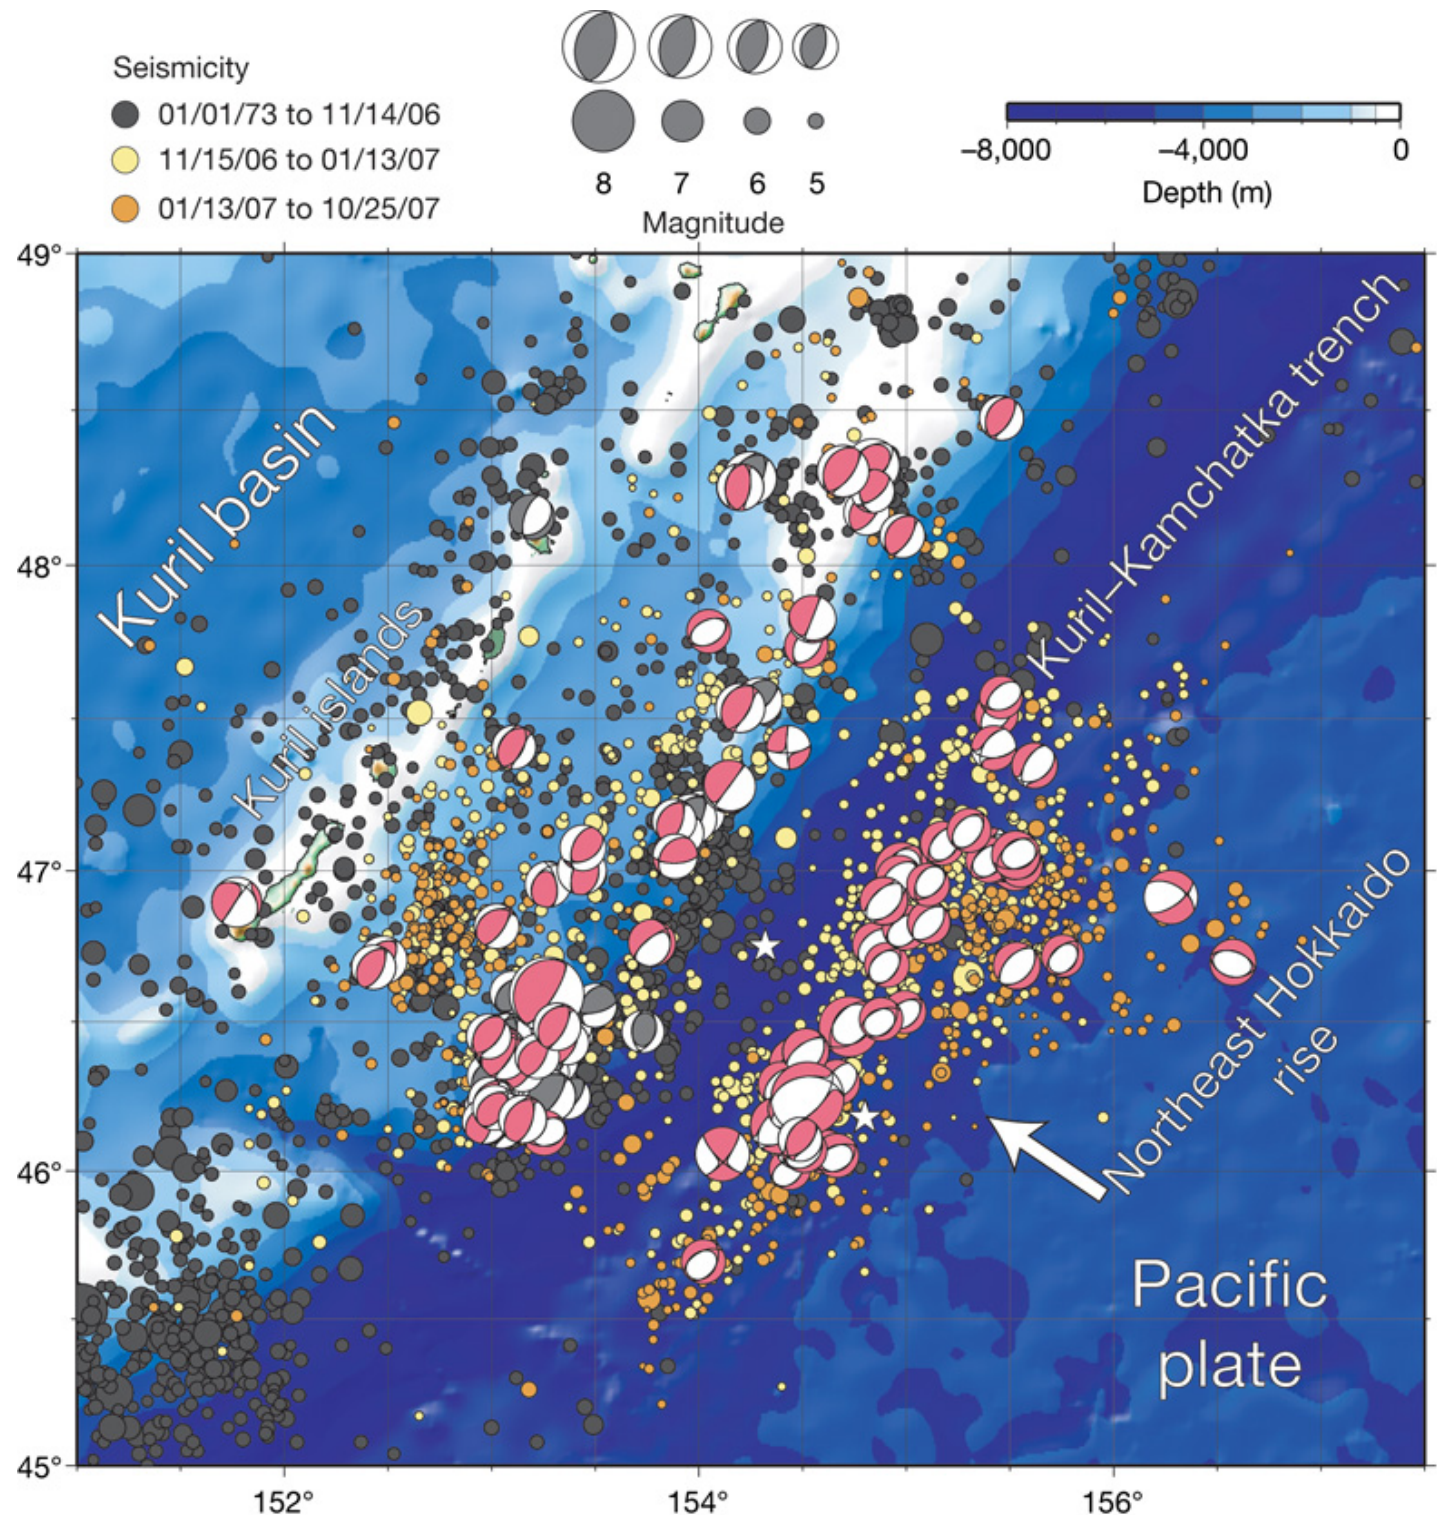 Seismicity
01/01/73 to 11/14/06
11/15/06 to 01/13/07
01/13/07 to 10/25/07
8 7 6 5
Magnitude
–8,000 –4,000 0
Depth (m)
49°
48°
47°
46°
45°
152° 154° 156°
Kuril basin
Kuril islands
Kuril–Kamchatka trench
Northeast Hokkaido
rise
Pacific
plate